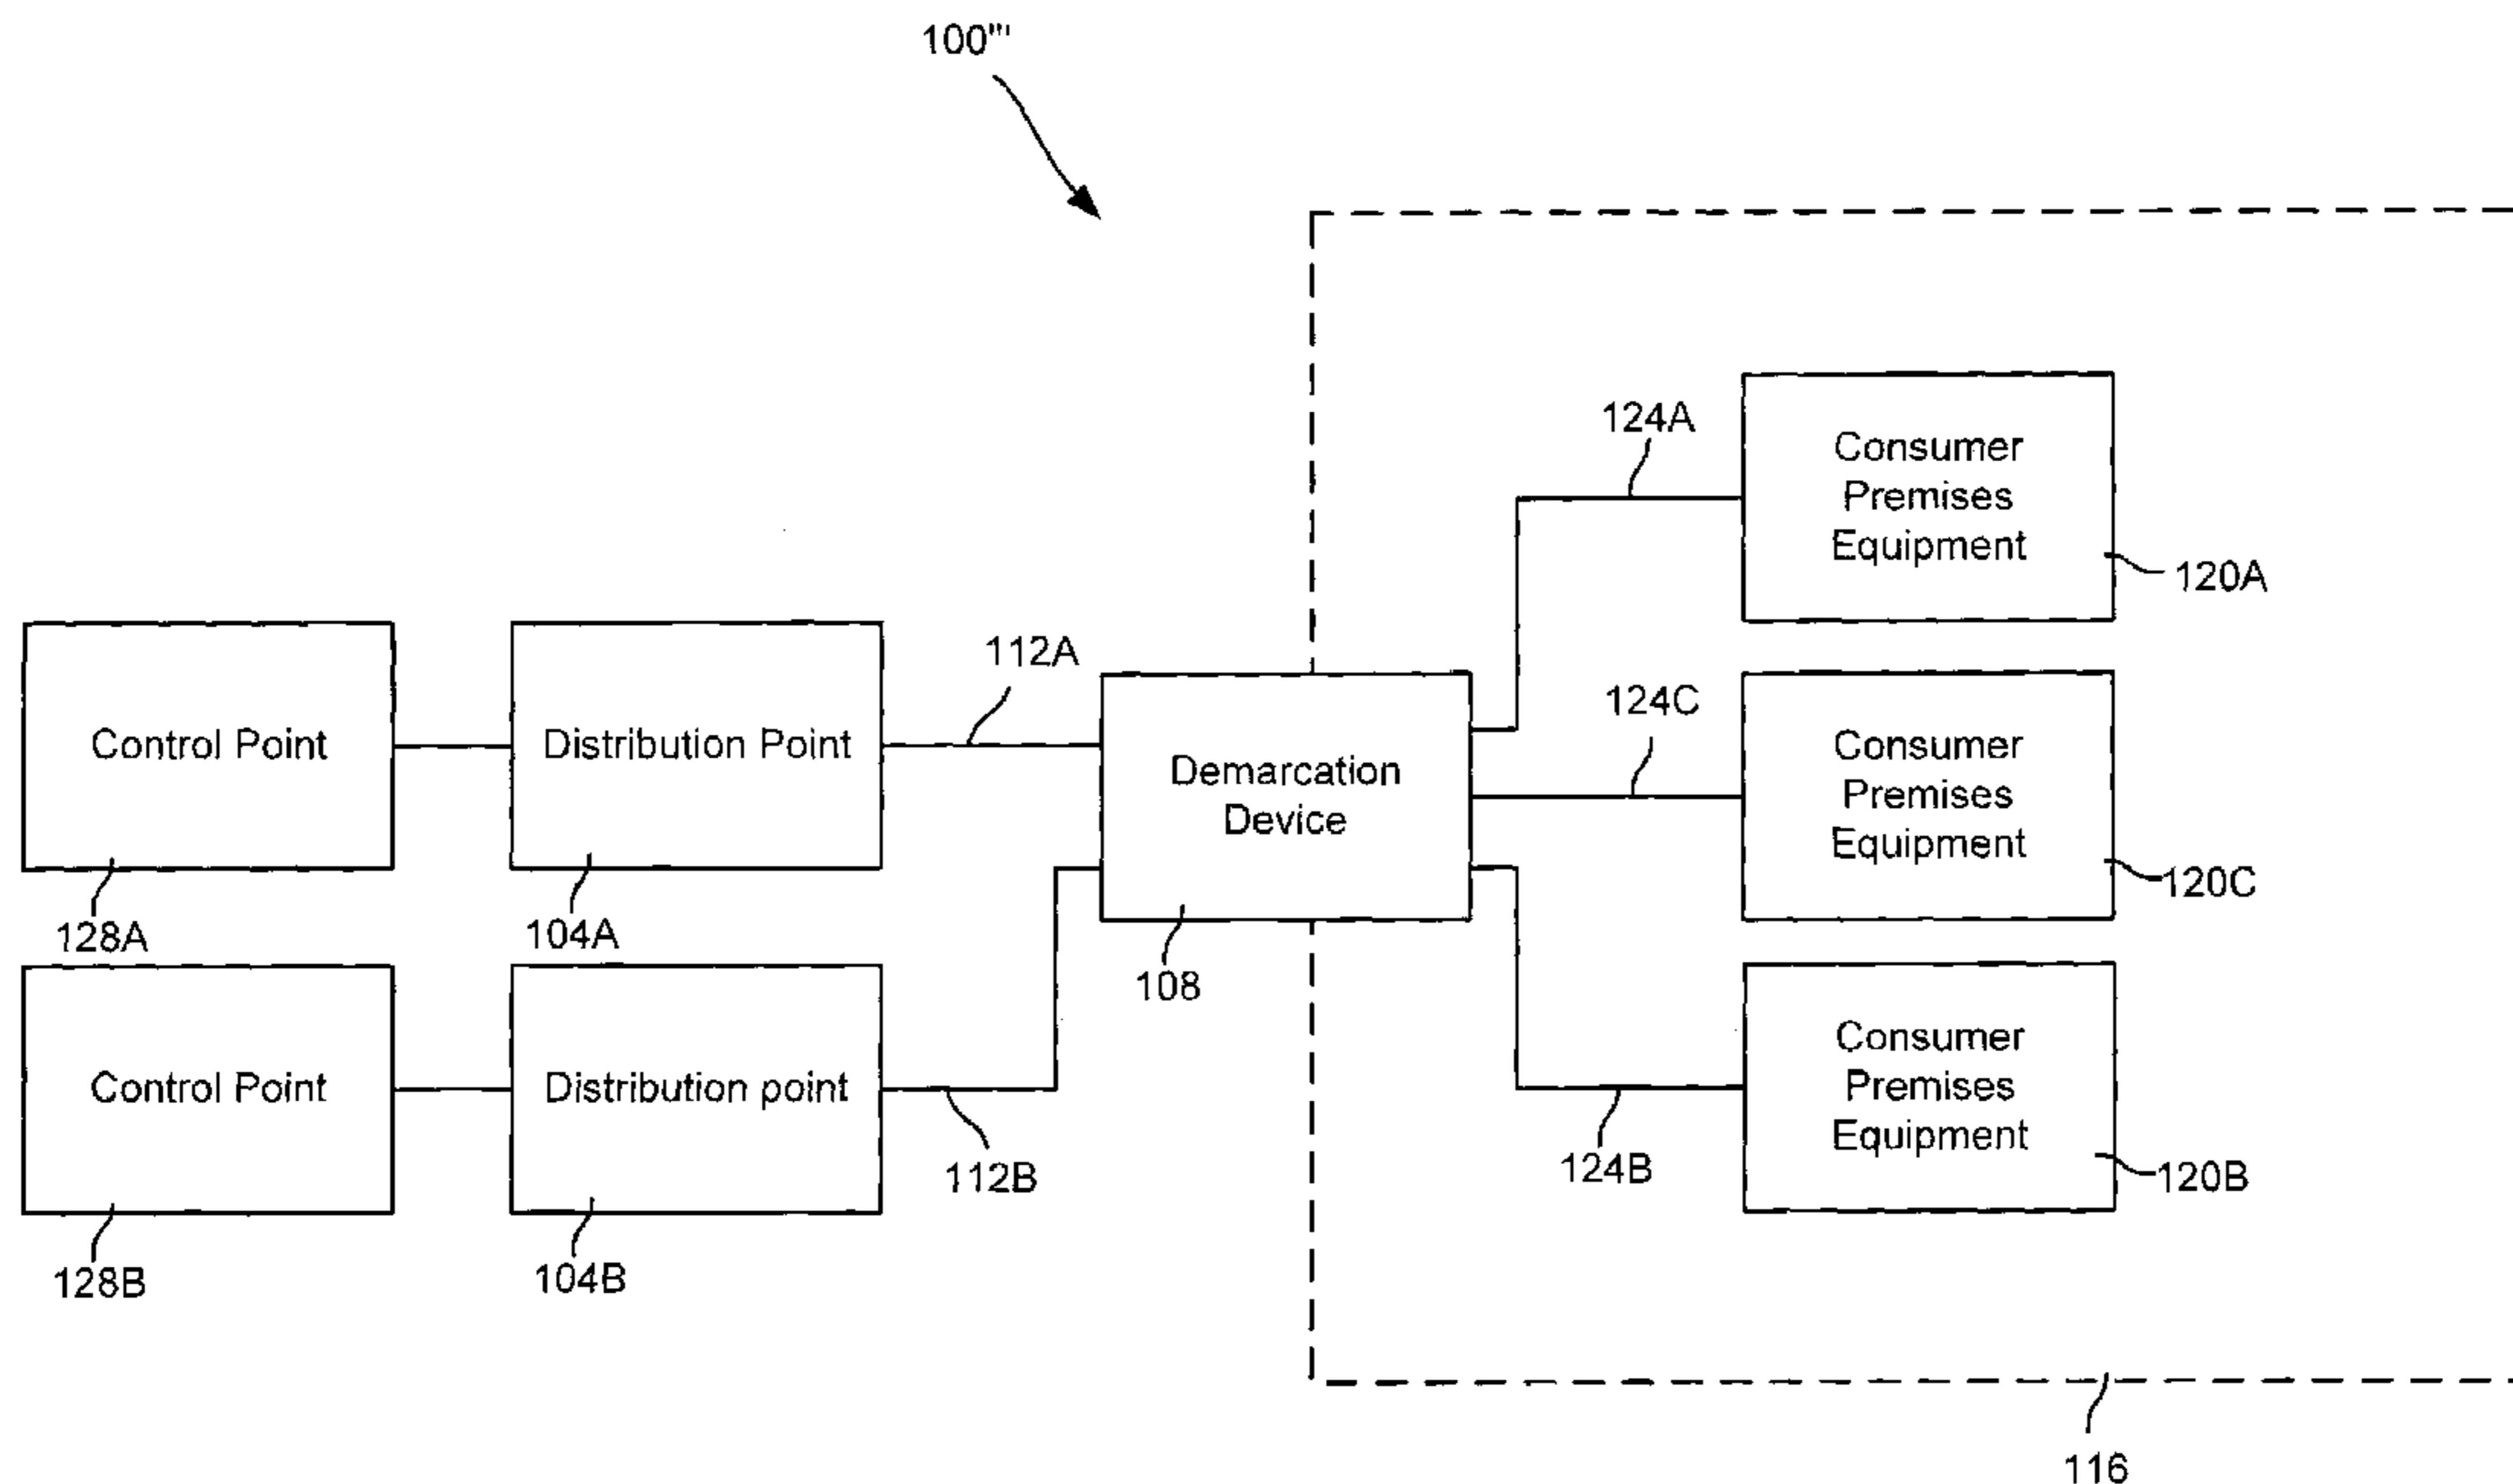 100'''
124A
Consumer
Premises
Equipment
120A
112A
Control Point
Distribution Point
128A
104A
Demarcation
Device
108
124C
Consumer
Premises
Equipment
120C
Control Point
Distribution point
112B
128B
104B
124B
Consumer
Premises
Equipment
120B
116